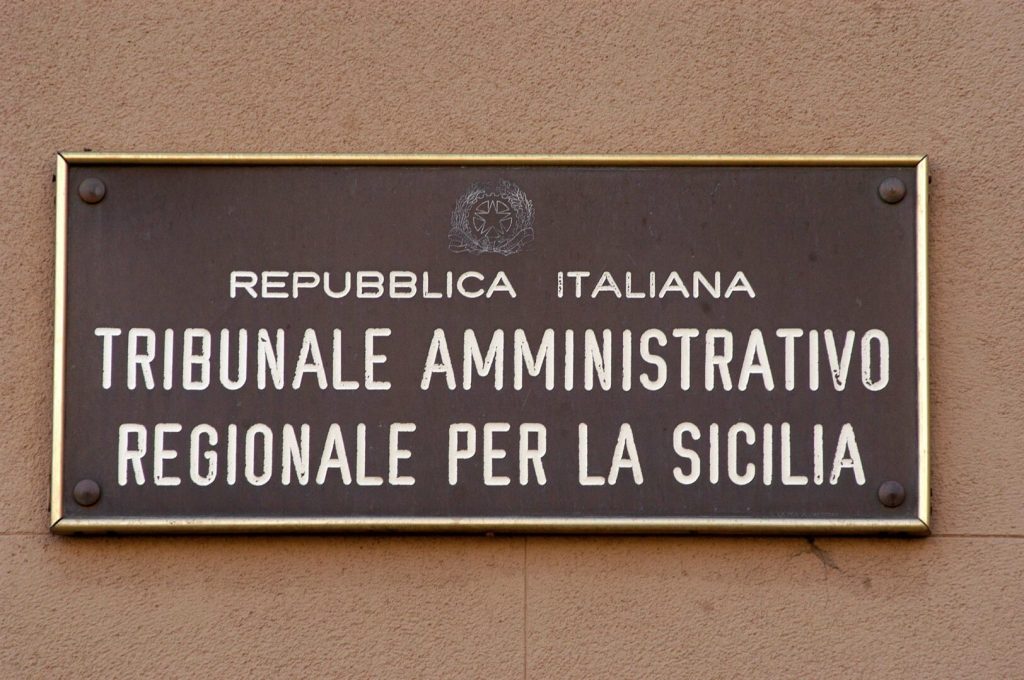 REPUBBLICA ITALIANA
TRIBUNALE AMMINISTRATIVO
REGIONALE PER LA SICILIA